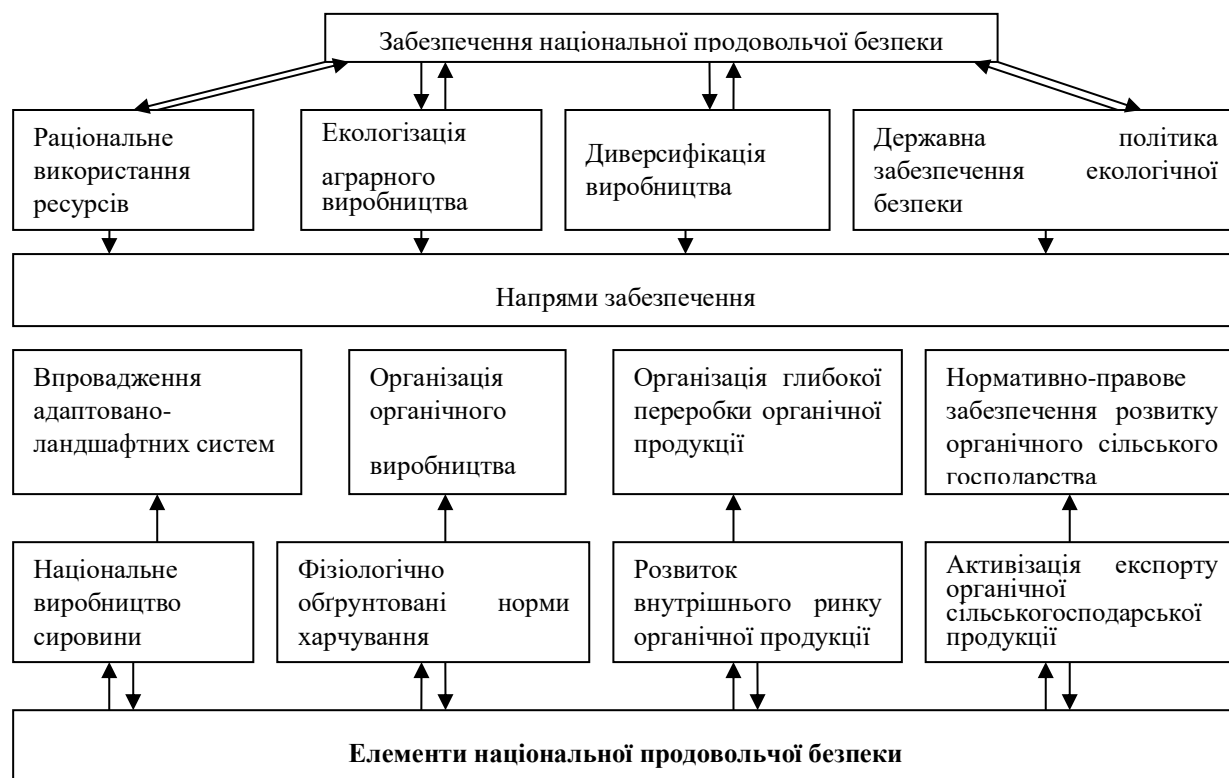 Забезпечення національної продовольчої безпеки
Раціональне
використання
ресурсів
Екологізація
аграрного
виробництва
Диверсифікація
виробництва
Державна політика
забезпечення екологічної
безпеки
Напрями забезпечення
Впровадження
адаптовано-
ландшафтних систем
Організація
органічного
виробництва
Організація глибокої
переробки органічної
продукції
Нормативно-правове
забезпечення розвитку
органічного сільського
господарства
Національне
виробництво
сировини
Фізіологічно
обґрунтовані норми
харчування
Розвиток
внутрішнього ринку
органічної продукції
Активізація експорту
органічної
сільськогосподарської
продукції
Елементи національної продовольчої безпеки